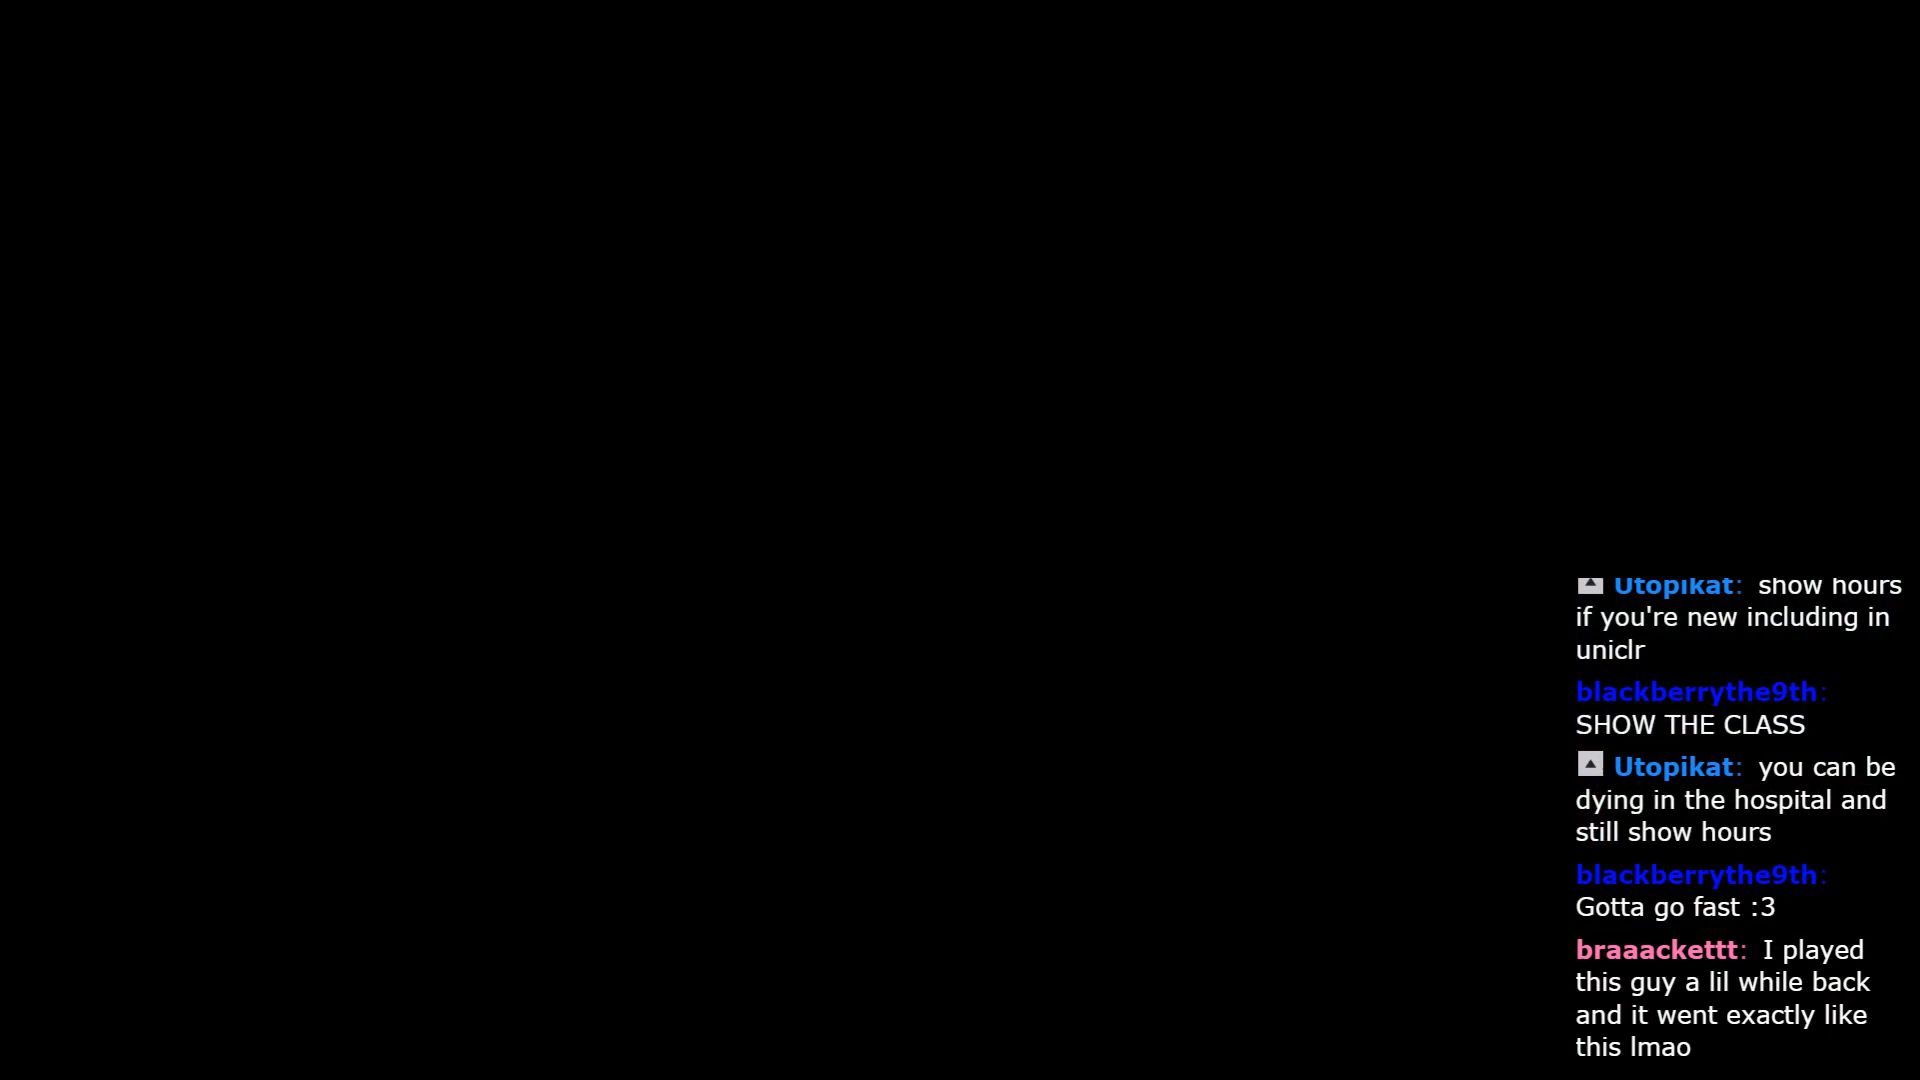 Utopikat: show hours
if you're new including in
uniclr
blackberrythe9th:
SHOW THE CLASS
Utopikat: you can be
dying in the hospital and
still show hours
blackberrythe9th:
Gotta go fast :3
braaackettt: I played
this guy a lil while back
and it went exactly like
this lmao